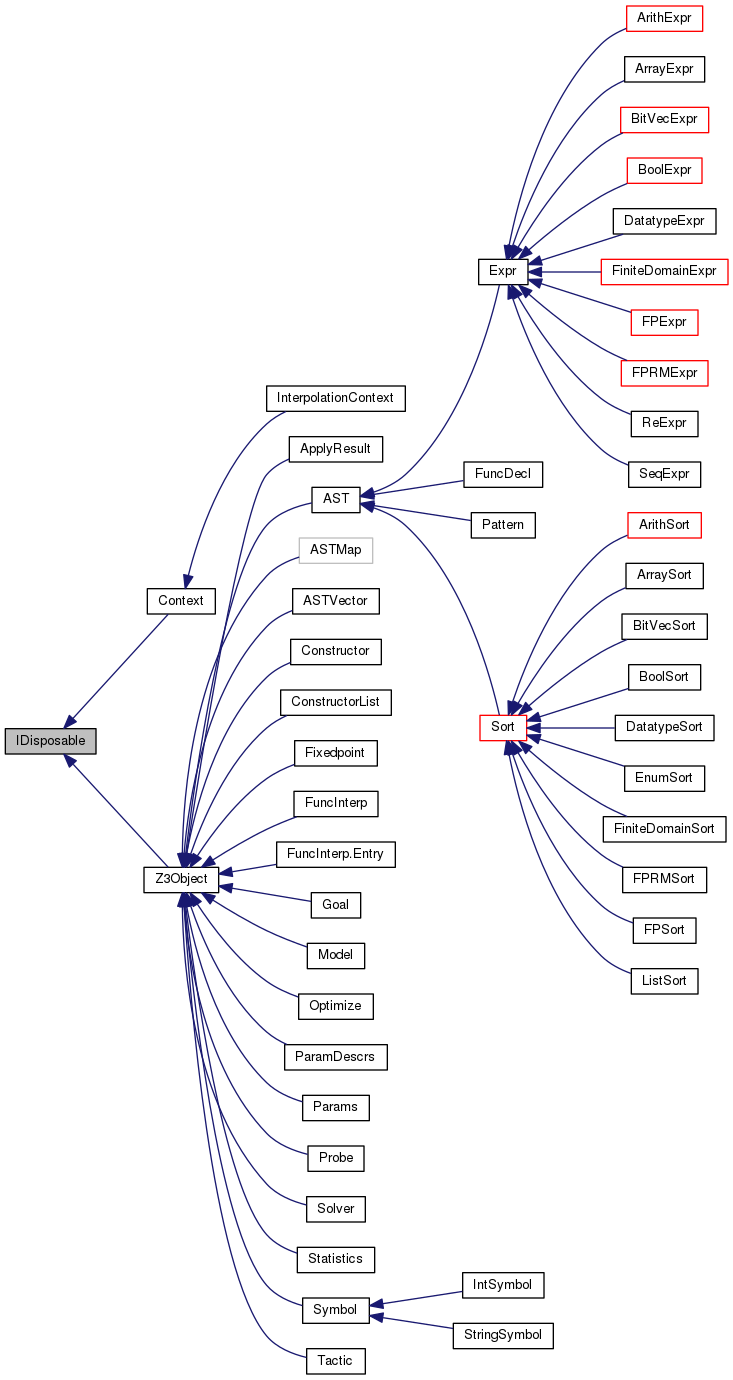 ArithExpr
ArrayExpr
BitVecExpr
BoolExpr
DatatypeExpr
Expr
FiniteDomainExpr
FPExpr
FPRMExpr
InterpolationContext
ReExpr
ApplyResult
SeqExpr
FuncDecl
AST
Pattern
ArithSort
ASTMap
ArraySort
Context
ASTVector
BitVecSort
Constructor
BoolSort
ConstructorList
Sort
DatatypeSort
IDisposable
Fixedpoint
EnumSort
FuncInterp
FiniteDomainSort
FuncInterp.Entry
Z3Object
FPRMSort
Goal
FPSort
Model
ListSort
Optimize
ParamDescrs
Params
Probe
Solver
Statistics
IntSymbol
Symbol
StringSymbol
Tactic